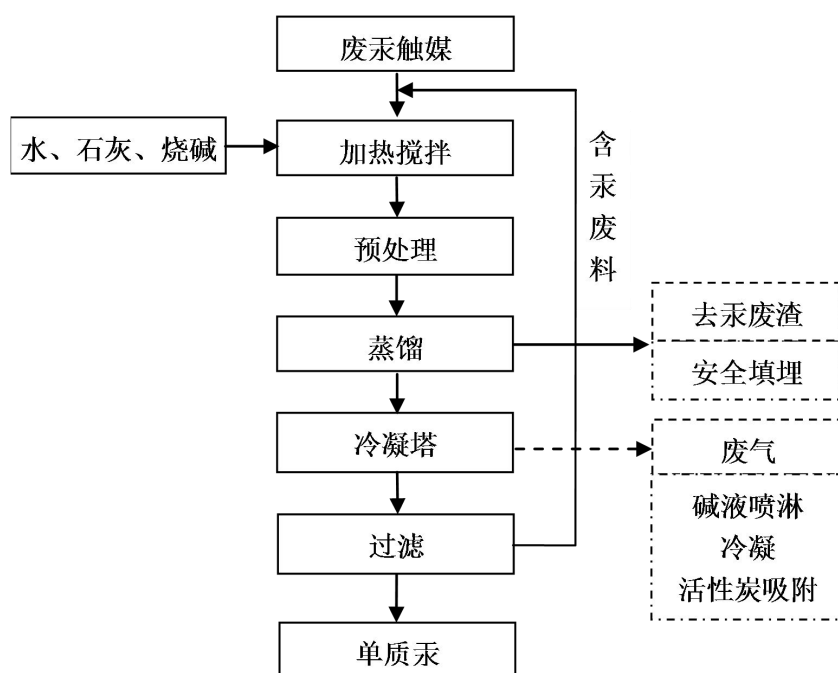 废汞触媒
水、石灰、烧碱
加热搅拌
含汞废料
预处理
蒸馏
去汞废渣
安全填埋
冷凝塔
废气
碱液喷淋
冷凝
活性炭吸附
过滤
单质汞